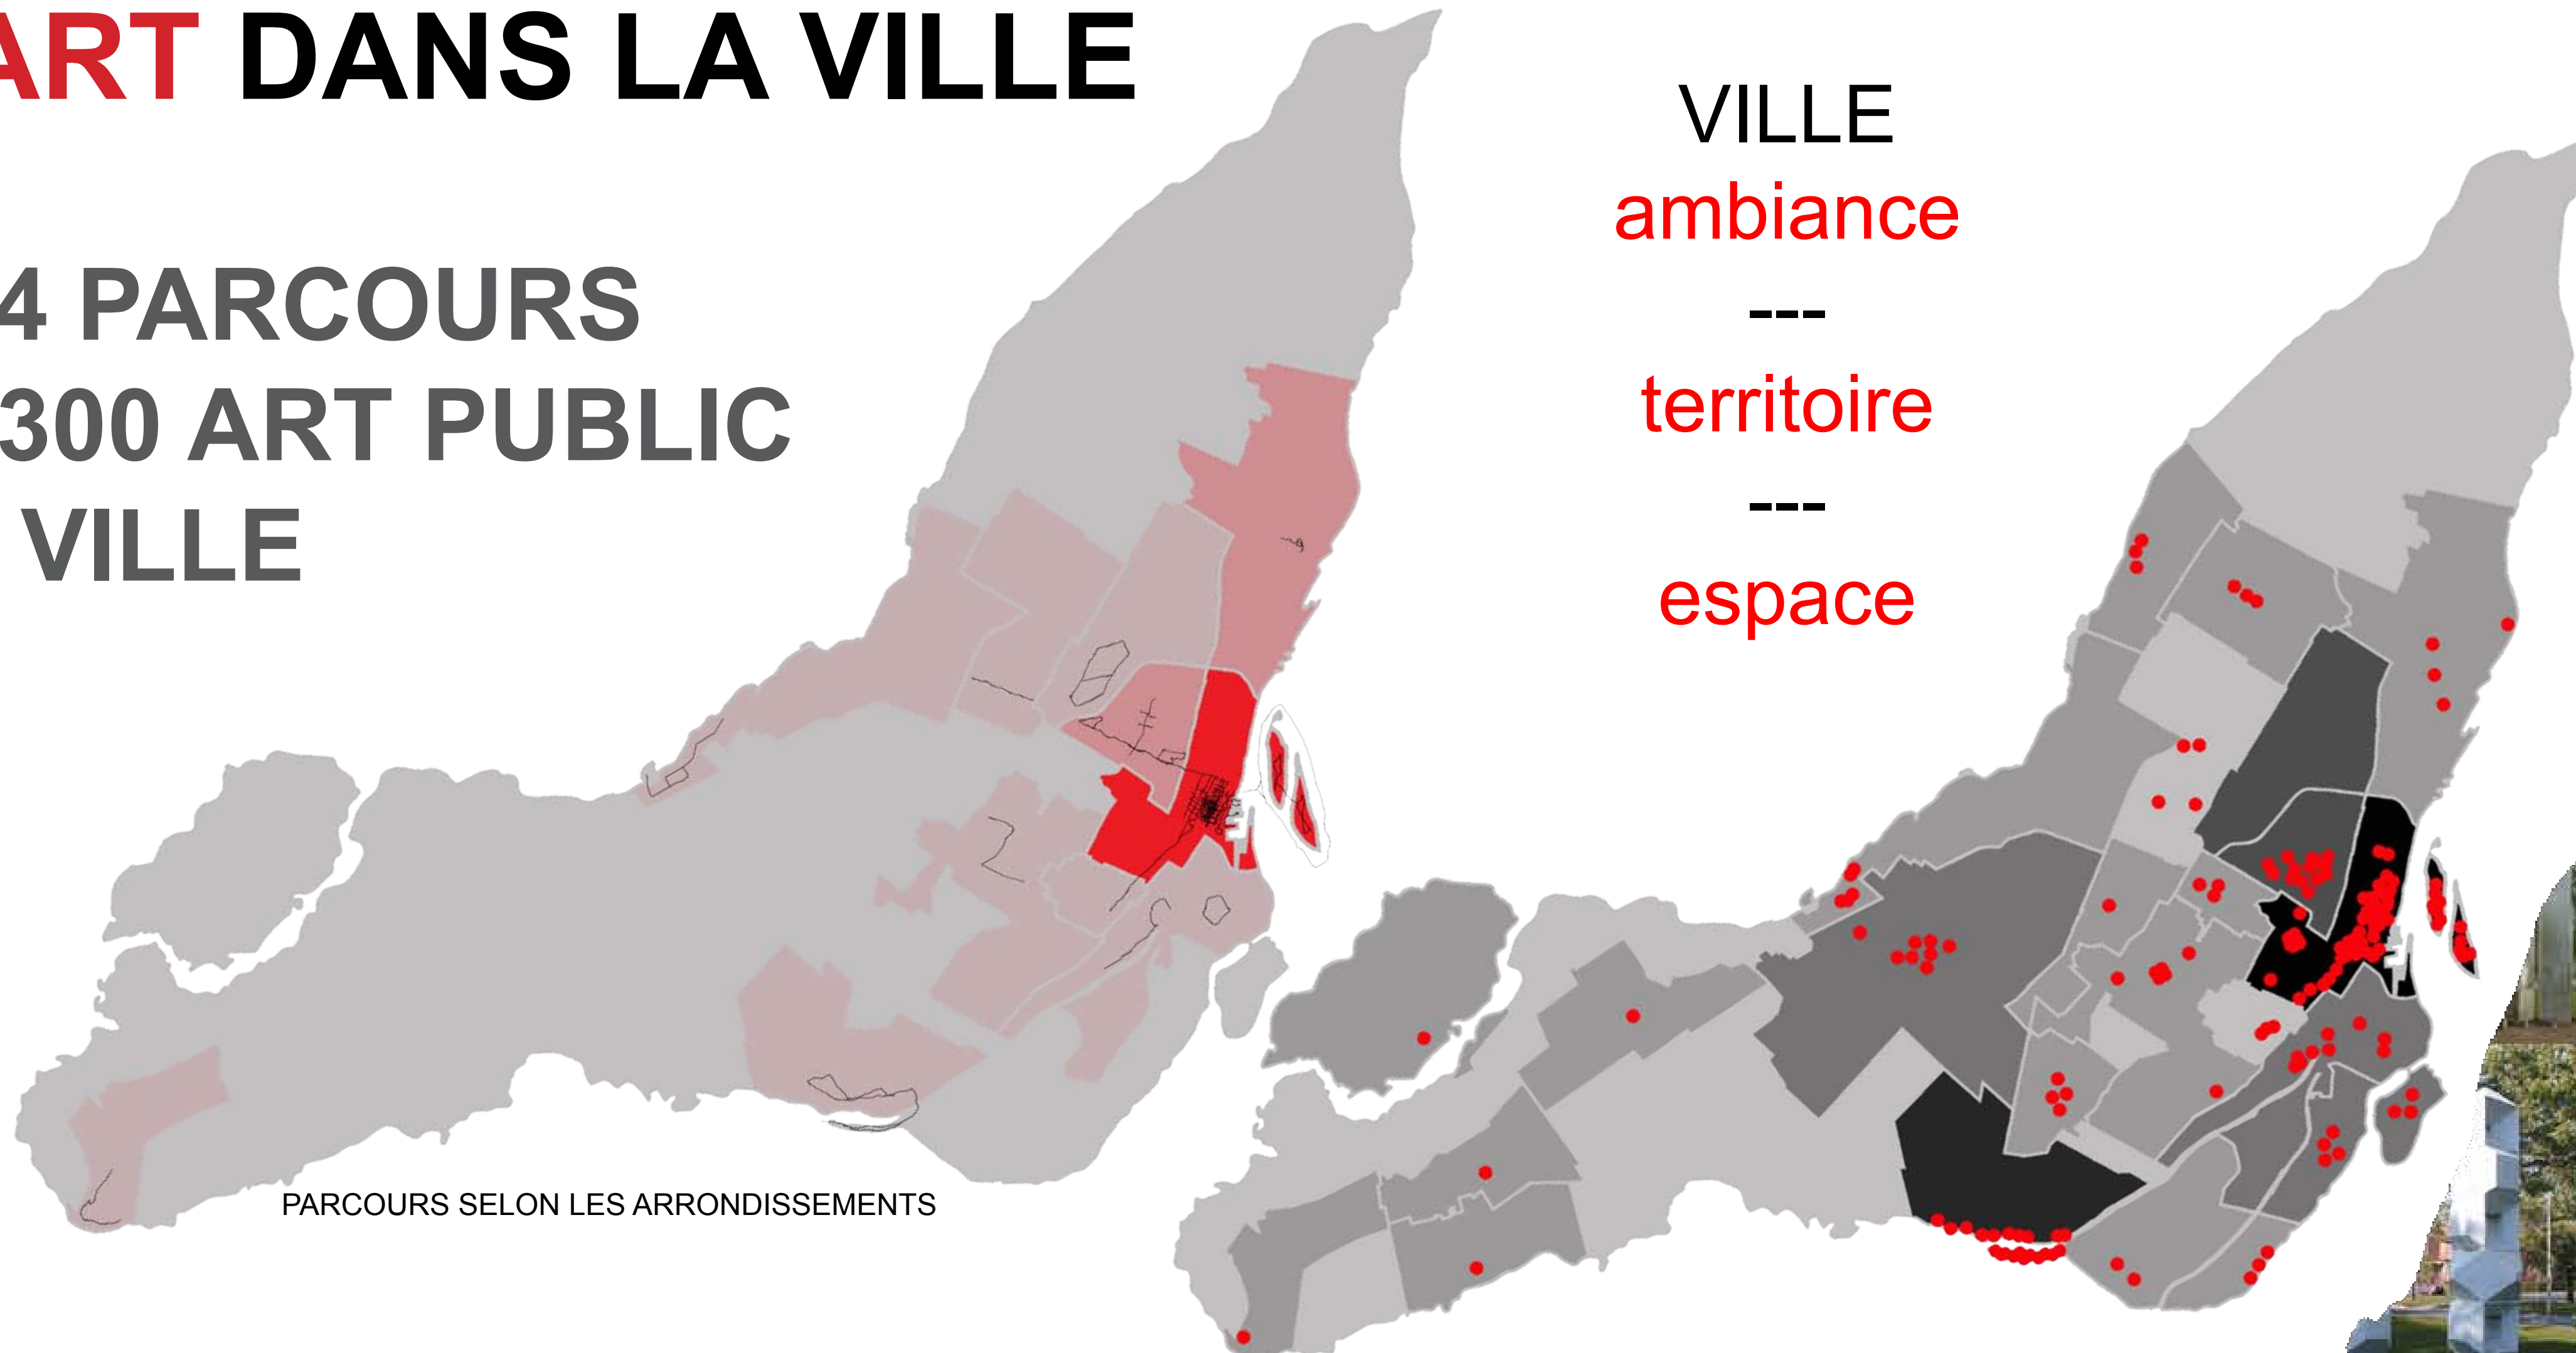 ART DANS LA VILLE
4 PARCOURS
300 ART PUBLIC
VILLE
VILLE
ambiance
---
territoire
---
espace
PARCOURS SELON LES ARRONDISSEMENTS